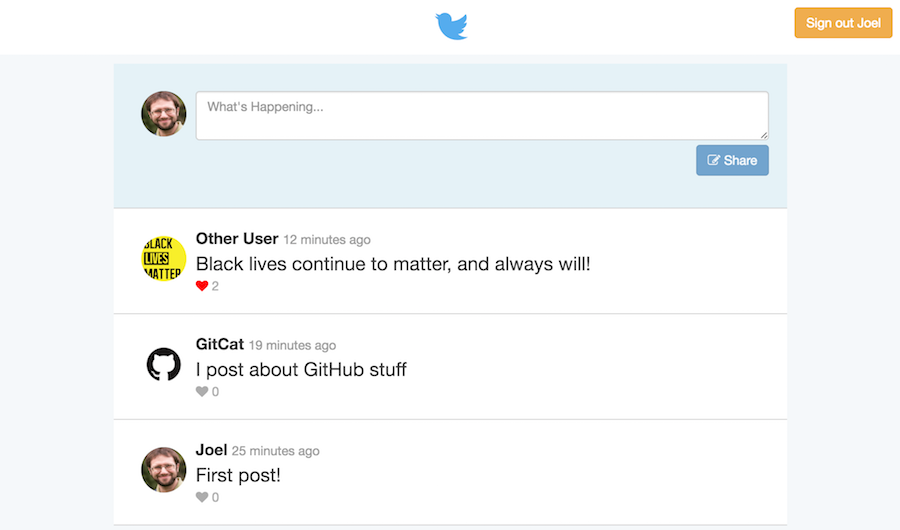 Sign out Joel
What's Happening...
Share
Other User 12 minutes ago
BLACK
LIVES
MATTER
Black lives continue to matter, and always will!
2
GitCat 19 minutes ago
I post about GitHub stuff
0
Joel 25 minutes ago
First post!
0